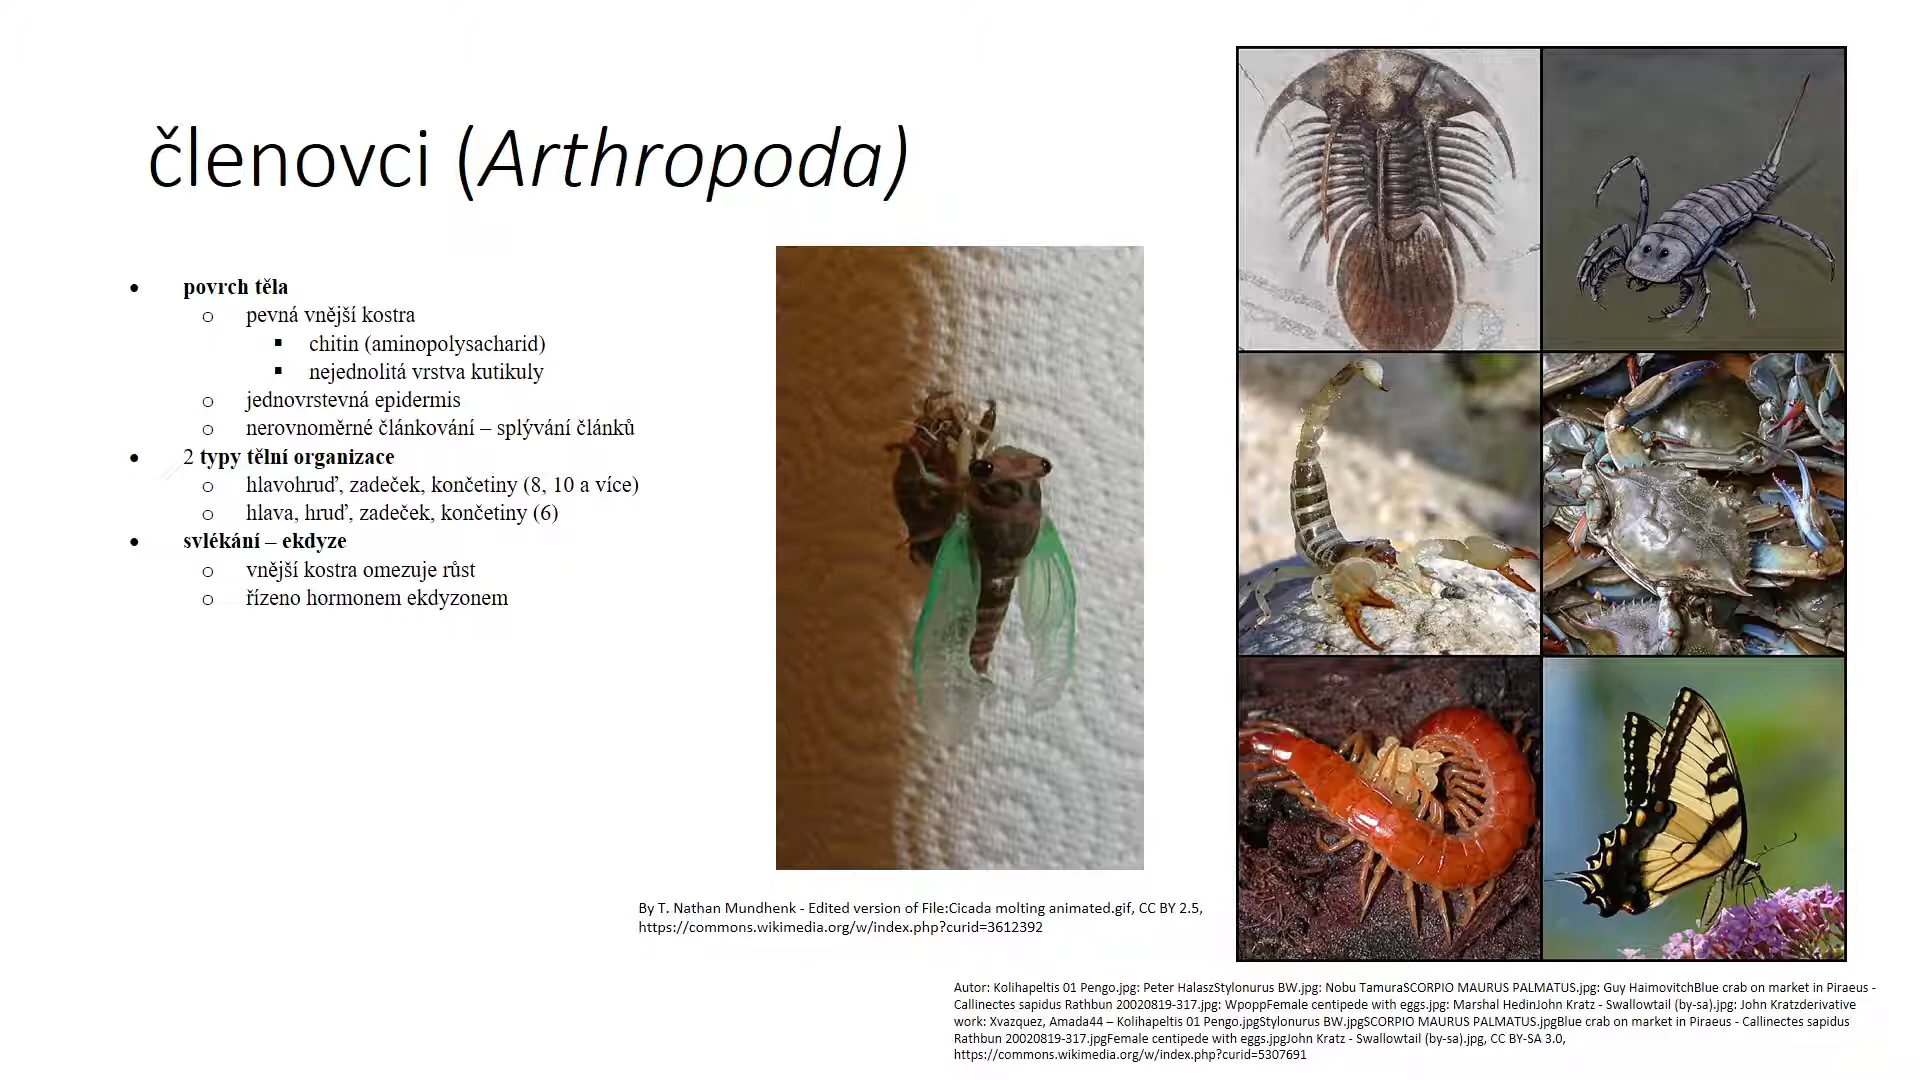 členovci (Arthropoda)
• povrch těla
o pevná vnější kostra
▪ chitin (aminopolysacharid)
▪ nejednolitá vrstva kutikuly
o jednovrstevná epidermis
o nerovnoměrné článkování – splývání článků
• 2 typy tělní organizace
o hlavohruď, zadeček, končetiny (8, 10 a více)
o hlava, hruď, zadeček, končetiny (6)
• svlékání – ekdyze
o vnější kostra omezuje růst
o řízeno hormonem ekdyzonem
By T. Nathan Mundhenk - Edited version of File:Cicada molting animated.gif, CC BY 2.5,
https://commons.wikimedia.org/w/index.php?curid=3612392
Autor: Kolihapeltis 01 Pengo.jpg: Peter HalaszStylonurus BW.jpg: Nobu TamuraSCORPIO MAURUS PALMATUS.jpg: Guy HaimovitchBlue crab on market in Piraeus -
Callinectes sapidus Rathbun 20020819-317.jpg: WpoppFemale centipede with eggs.jpg: Marshal HedinJohn Kratz - Swallowtail (by-sa).jpg: John Kratzderivative
work: Xvazquez, Amada44 – Kolihapeltis 01 Pengo.jpgStylonurus BW.jpgSCORPIO MAURUS PALMATUS.jpgBlue crab on market in Piraeus - Callinectes sapidus
Rathbun 20020819-317.jpgFemale centipede with eggs.jpgJohn Kratz - Swallowtail (by-sa).jpg, CC BY-SA 3.0,
https://commons.wikimedia.org/w/index.php?curid=5307691